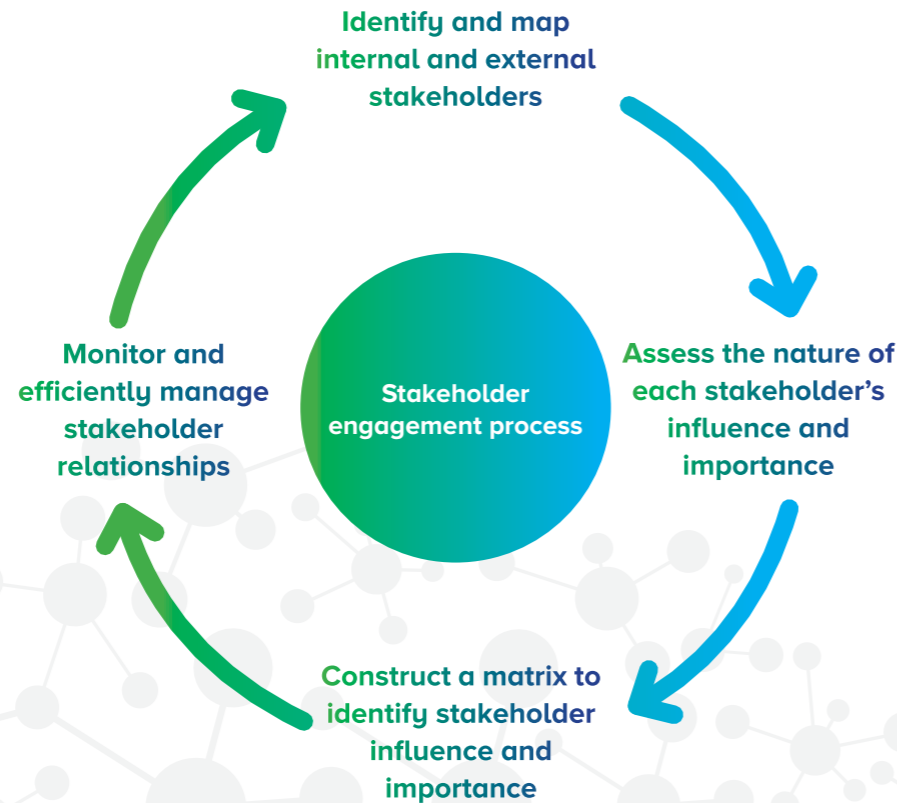 Identify and map
internal and external
stakeholders
Assess the nature of
each stakeholder's
influence and
importance
Construct a matrix to
identify stakeholder
influence and
importance
Monitor and
efficiently manage
stakeholder
relationships
Stakeholder
engagement process